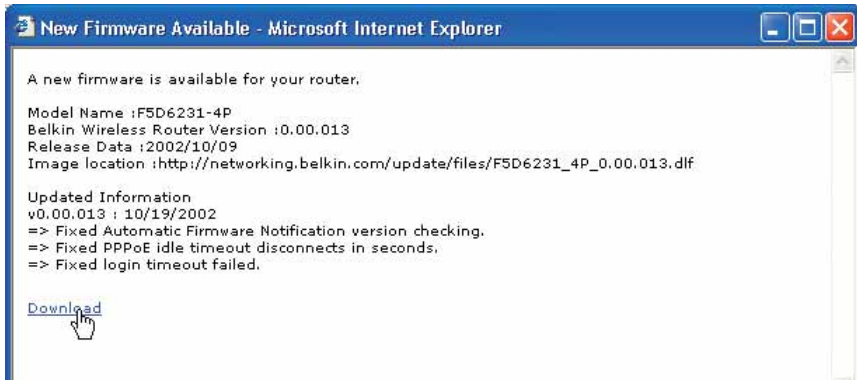 New Firmware Available - Microsoft Internet Explorer
A new firmware is available for your router.
Model Name :F5D6231-4P
Belkin Wireless Router Version :0.00.013
Release Data :2002/10/09
Image location :http://networking.belkin.com/update/files/F5D6231_4P_0.00.013.dlf
Updated Information
v0.00.013 : 10/19/2002
=> Fixed Automatic Firmware Notification version checking.
=> Fixed PPPoE idle timeout disconnects in seconds.
=> Fixed login timeout failed.
Download